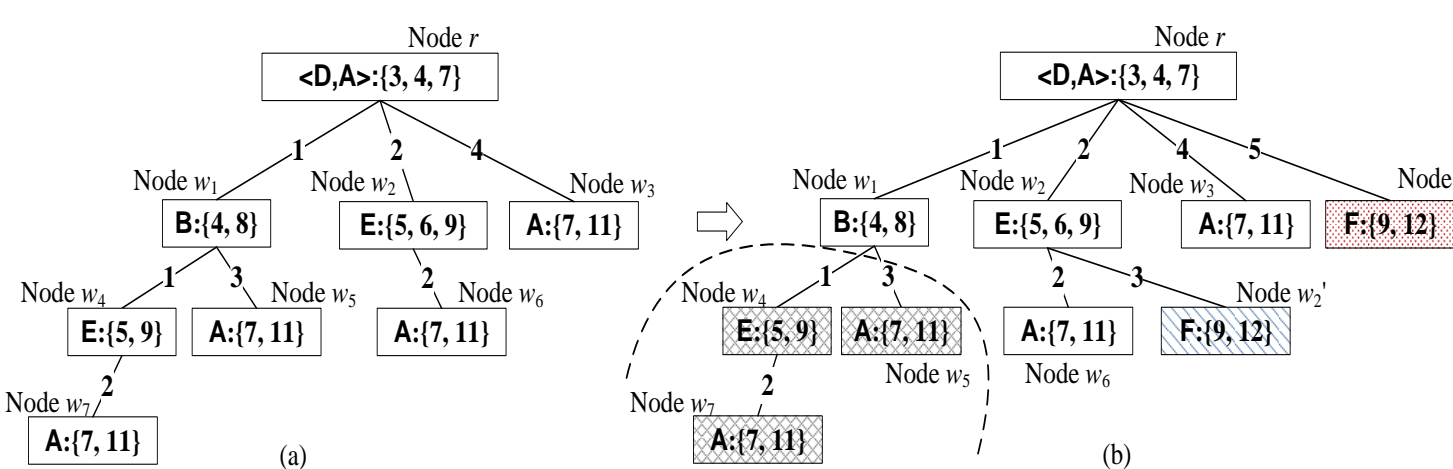 Node r
<D,A>:{3, 4, 7}
1
2
4
Node w1
Node w2
Node w3
B:{4, 8}
E:{5, 6, 9}
A:{7, 11}
1
3
2
Node w4
Node w5
Node w6
E:{5, 9}
A:{7, 11}
A:{7, 11}
2
Node w7
A:{7, 11}
(a)
Node r
<D,A>:{3, 4, 7}
1
2
4
5
Node w1
Node w2
Node w3
Node
B:{4, 8}
E:{5, 6, 9}
A:{7, 11}
F:{9, 12}
1
3
2
3
Node w4
Node w2'
E:{5, 9}
A:{7, 11}
A:{7, 11}
F:{9, 12}
Node w5
Node w6
2
Node w7
A:{7, 11}
(b)